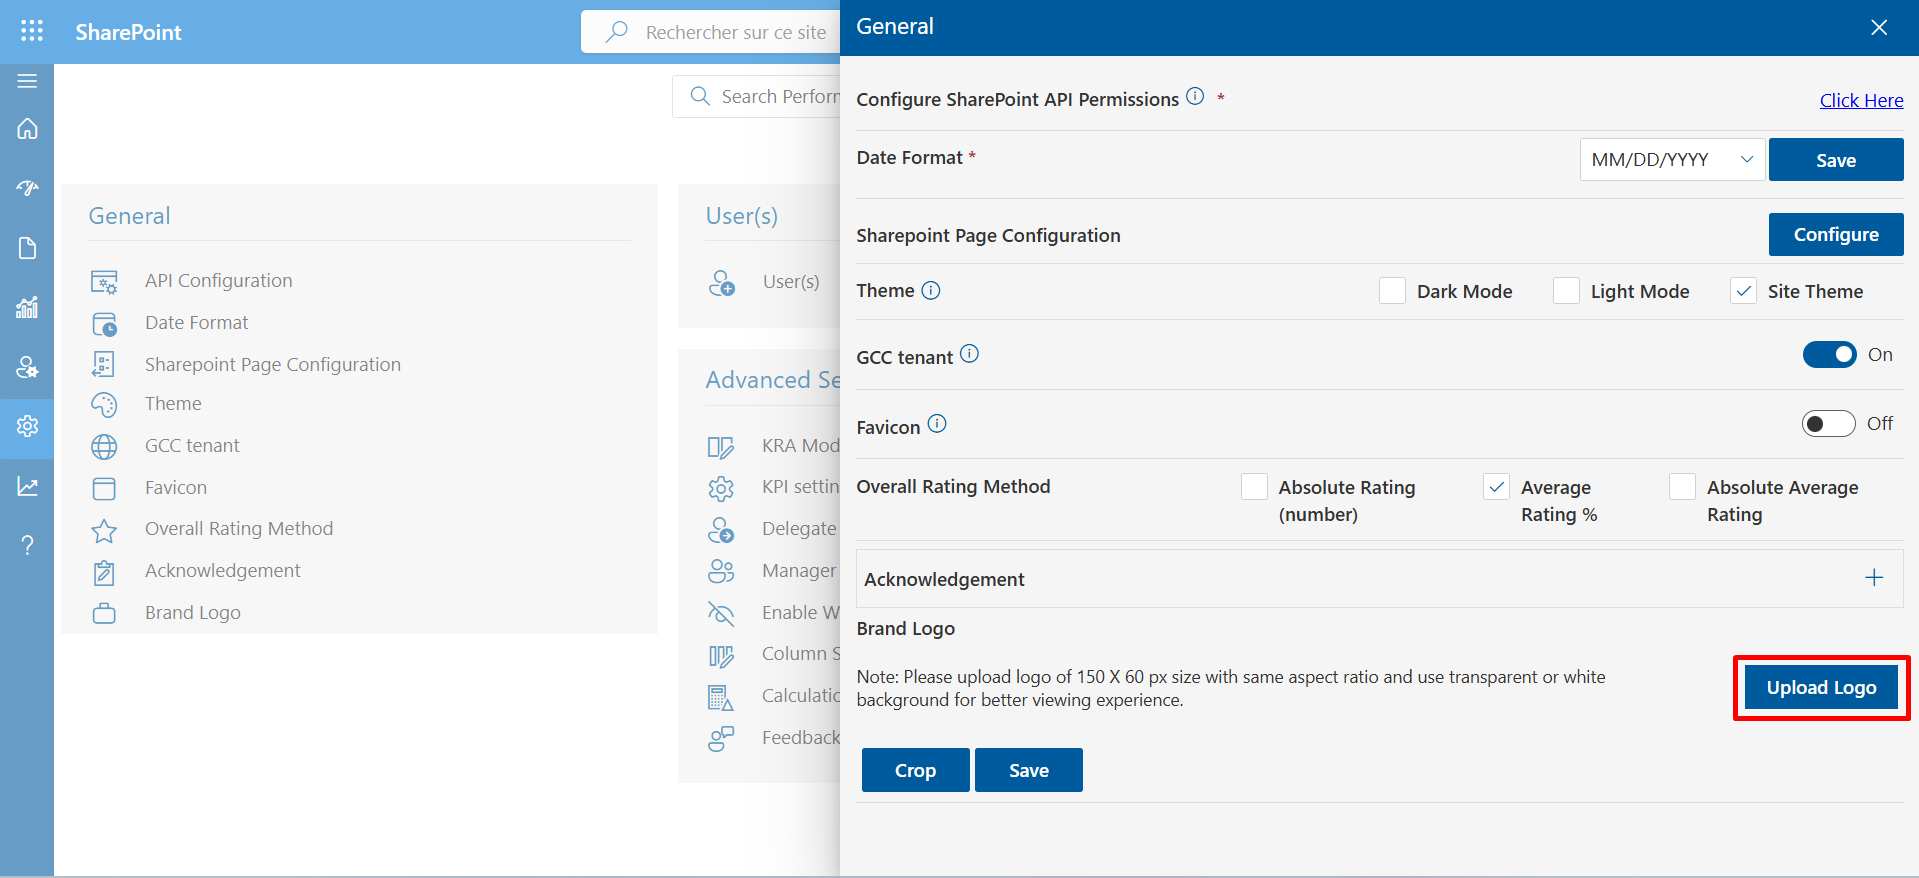 SharePoint
Rechercher sur ce site
Search Perforn
General
API Configuration
Date Format
Sharepoint Page Configuration
Theme
GCC tenant
Favicon
Overall Rating Method
Acknowledgement
Brand Logo
User(s)
User(s)
Advanced Se
KRA Mod
KPI settin
Delegate
Manager
Enable W
Column S
Calculatio
Feedback
General
Configure SharePoint API Permissions *
Click Here
Date Format *
MM/DD/YYYY
Save
Sharepoint Page Configuration
Configure
Theme
Dark Mode
Light Mode
Site Theme
GCC tenant
On
Favicon
Off
Overall Rating Method
Absolute Rating
(number)
Average
Rating %
Absolute Average
Rating
Acknowledgement
Brand Logo
Note: Please upload logo of 150 X 60 px size with same aspect ratio and use transparent or white
background for better viewing experience.
Upload Logo
Crop
Save